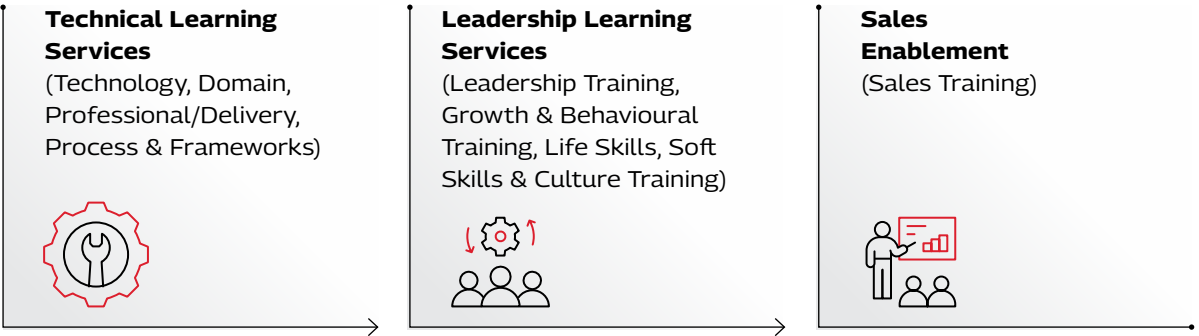 Technical Learning
Services
(Technology, Domain,
Professional/Delivery,
Process & Frameworks)
Leadership Learning
Services
(Leadership Training,
Growth & Behavioural
Training, Life Skills, Soft
Skills & Culture Training)
Sales
Enablement
(Sales Training)